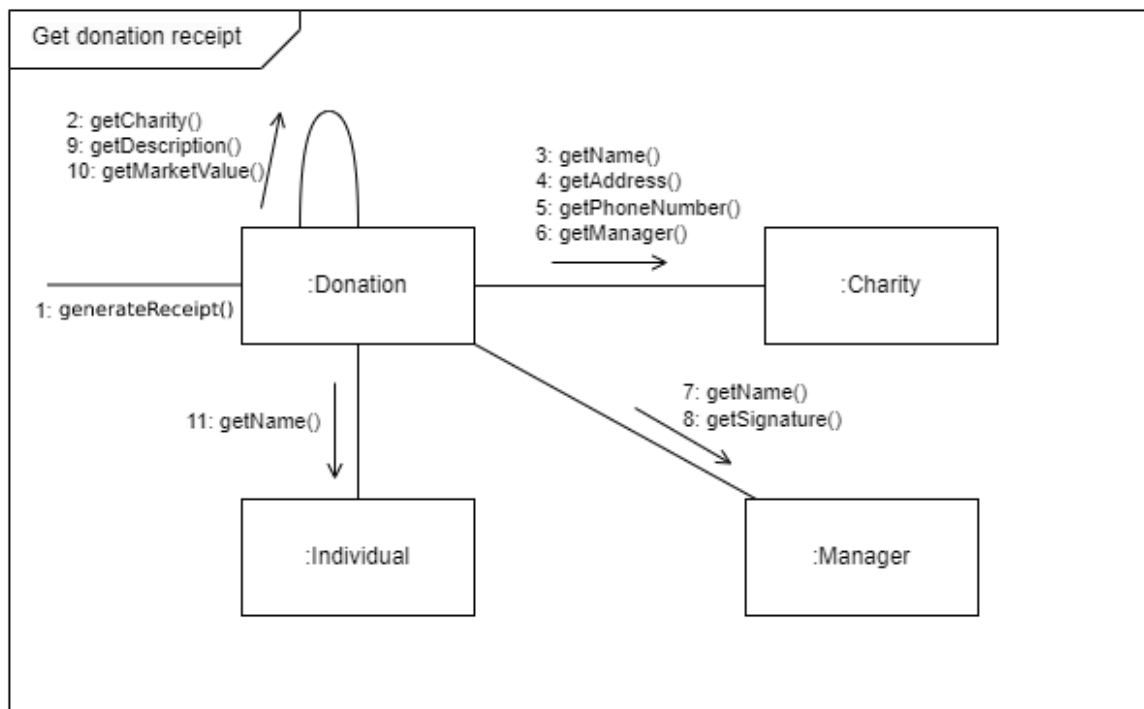 Get donation receipt
2: getCharity()
9: getDescription()
10: getMarketValue()
3: getName()
4: getAddress()
5: getPhoneNumber()
6: getManager()
:Donation
:Charity
1: generateReceipt()
11: getName()
7: getName()
8: getSignature()
:Individual
:Manager